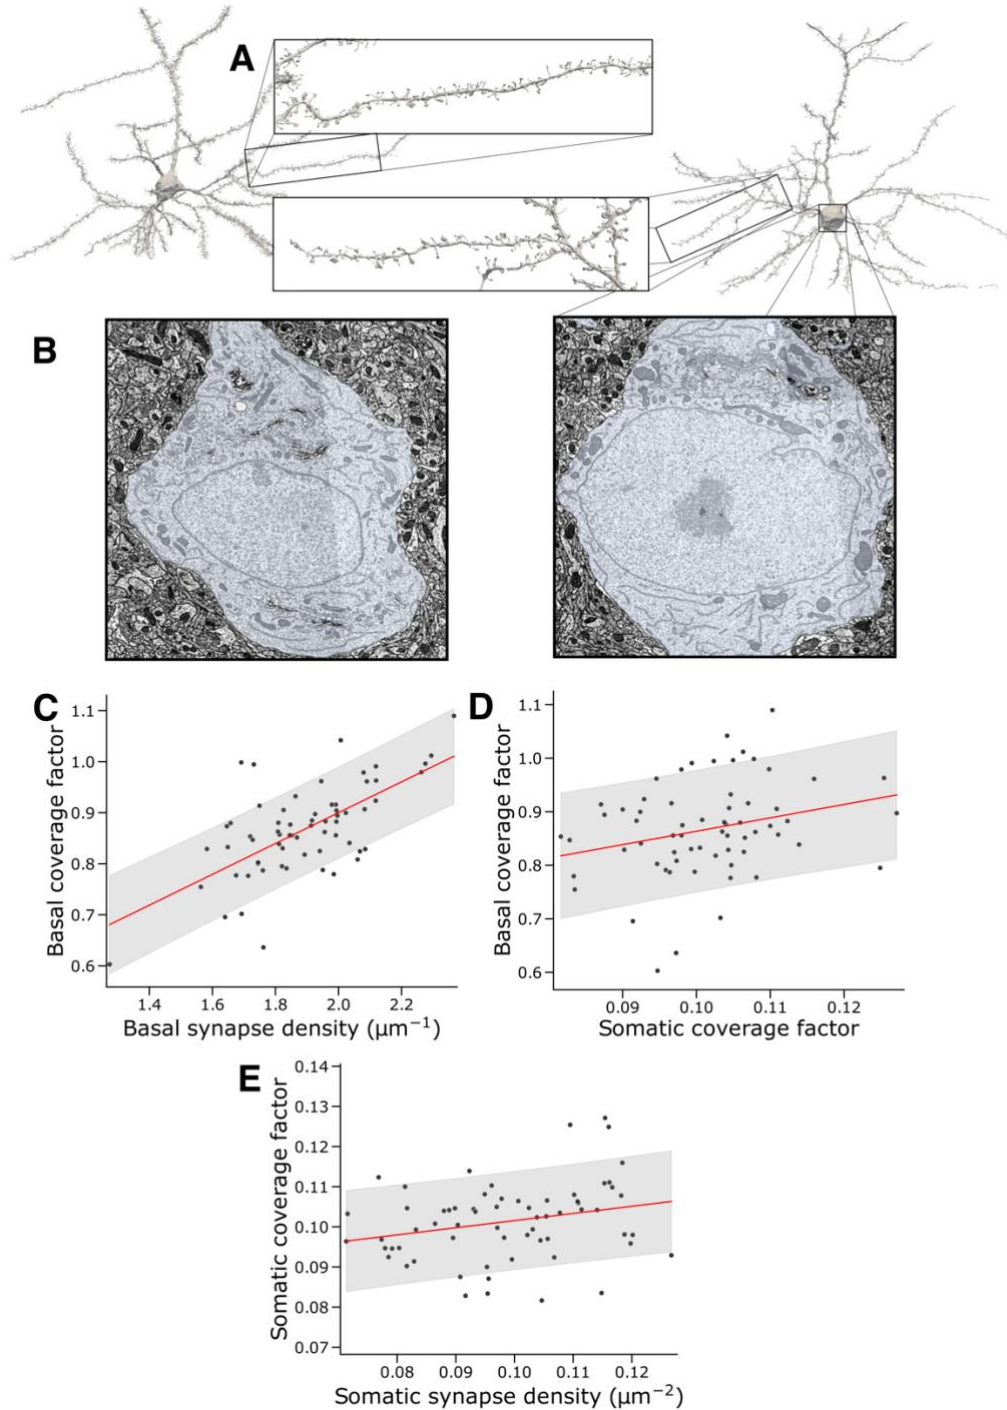 A
B
C
Basal coverage factor
1.1
1.0
0.9
0.8
0.7
0.6
1.4 1.6 1.8 2.0 2.2
Basal synapse density (μm⁻¹)
D
Basal coverage factor
1.1
1.0
0.9
0.8
0.7
0.6
0.09 0.10 0.11 0.12
Somatic coverage factor
E
Somatic coverage factor
0.14
0.13
0.12
0.11
0.10
0.09
0.08
0.07
0.08 0.09 0.10 0.11 0.12
Somatic synapse density (μm⁻²)